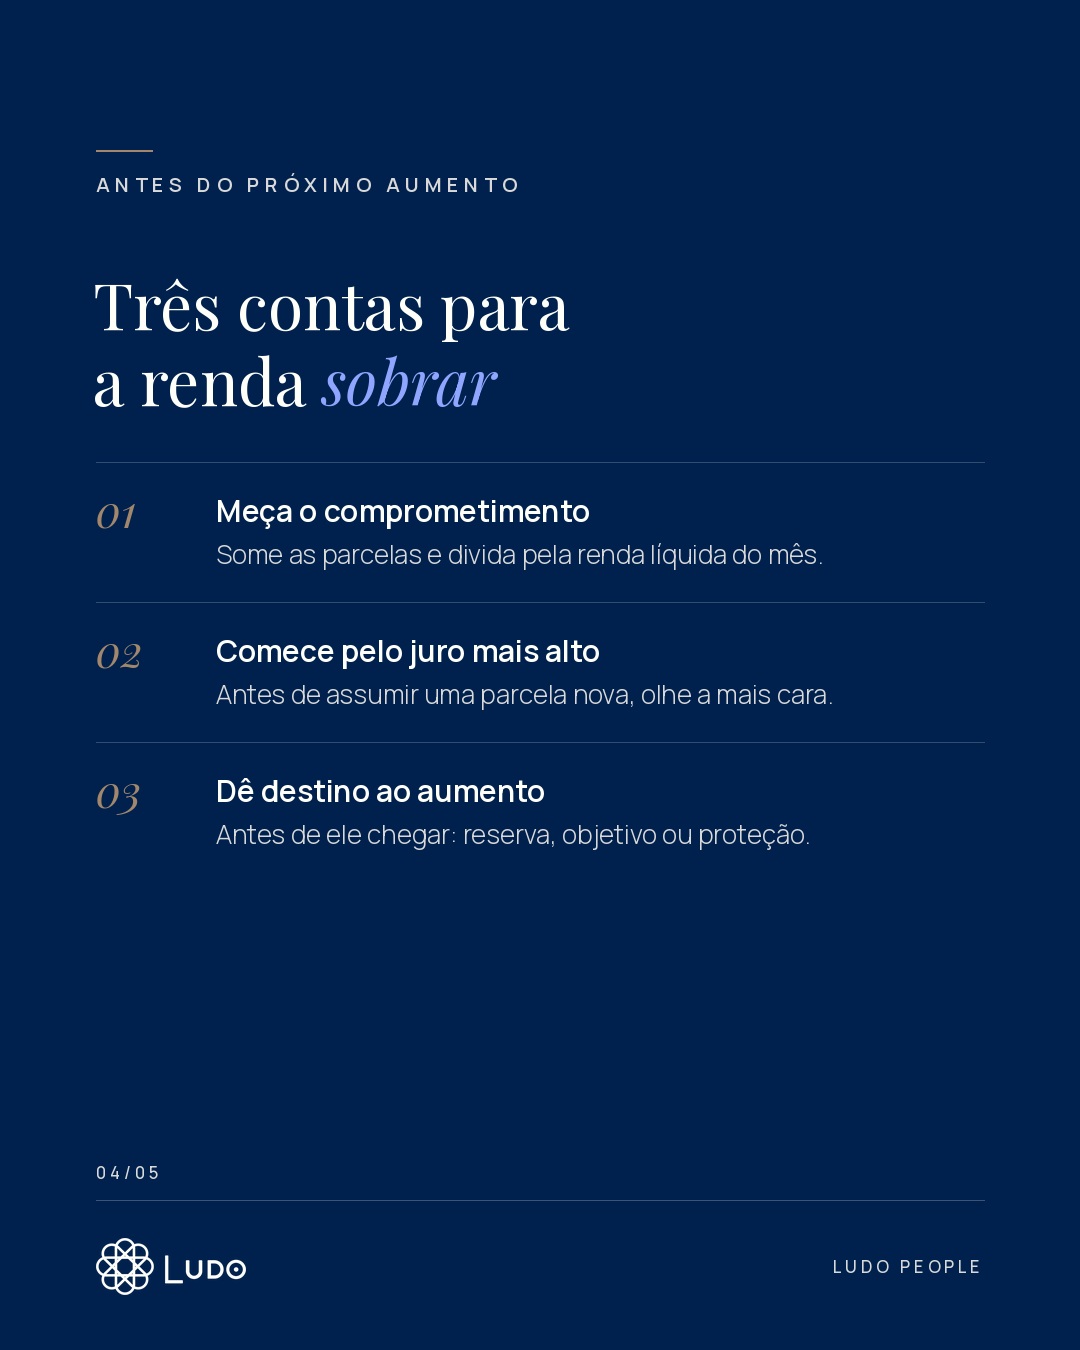 ANTES DO PRÓXIMO AUMENTO
Três contas para
a renda sobrar
01
Meça o comprometimento
Some as parcelas e divida pela renda líquida do mês.
02
Comece pelo juro mais alto
Antes de assumir uma parcela nova, olhe a mais cara.
03
Dê destino ao aumento
Antes de ele chegar: reserva, objetivo ou proteção.
04/05
LUDO
LUDO PEOPLE